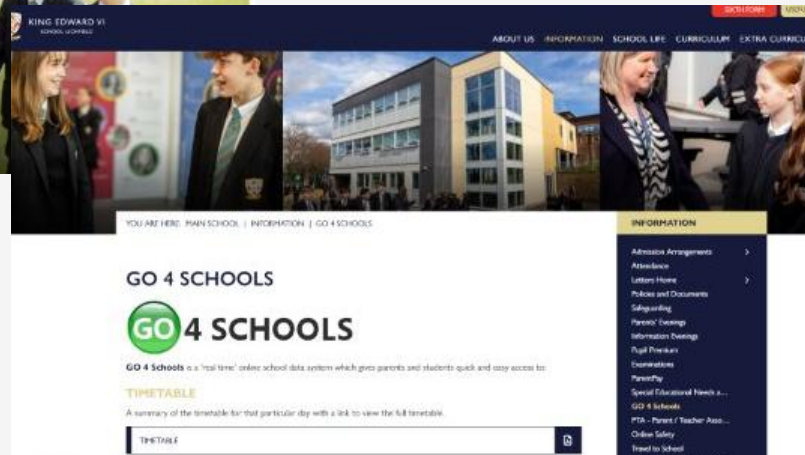 SIXTH FORM
KING EDWARD VI
SCHOOL LICHFIELD
ABOUT US INFORMATION SCHOOL LIFE CURRICULUM EXTRA CURRICU
YOU ARE HERE: MAIN SCHOOL | INFORMATION | GO 4 SCHOOLS
GO 4 SCHOOLS
GO 4 SCHOOLS
GO 4 Schools is a 'real time' online school data system which gives parents and students quick and easy access to:
TIMETABLE
A summary of the timetable for that particular day with a link to view the full timetable.
TIMETABLE
INFORMATION
Admission Arrangements
Attendance
Letters Home
Policies and Documents
Safeguarding
Parents' Evenings
Information Evenings
Pupil Premium
Examinations
ParentPay
Special Educational Needs a...
GO 4 Schools
PTA - Parent / Teacher Asso...
Online Safety
Travel to School